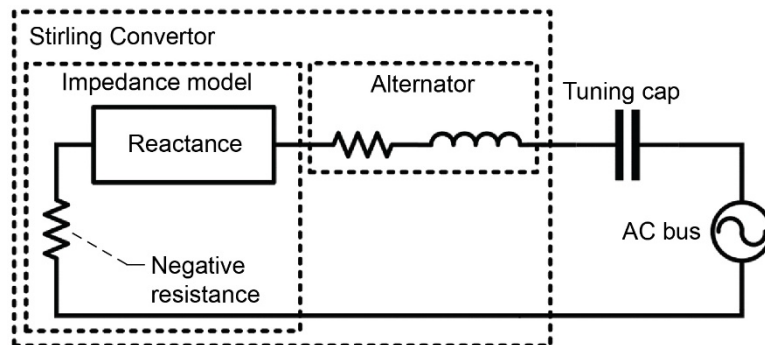 Stirling Convertor
Impedance model
Alternator
Tuning cap
Reactance
AC bus
Negative
resistance